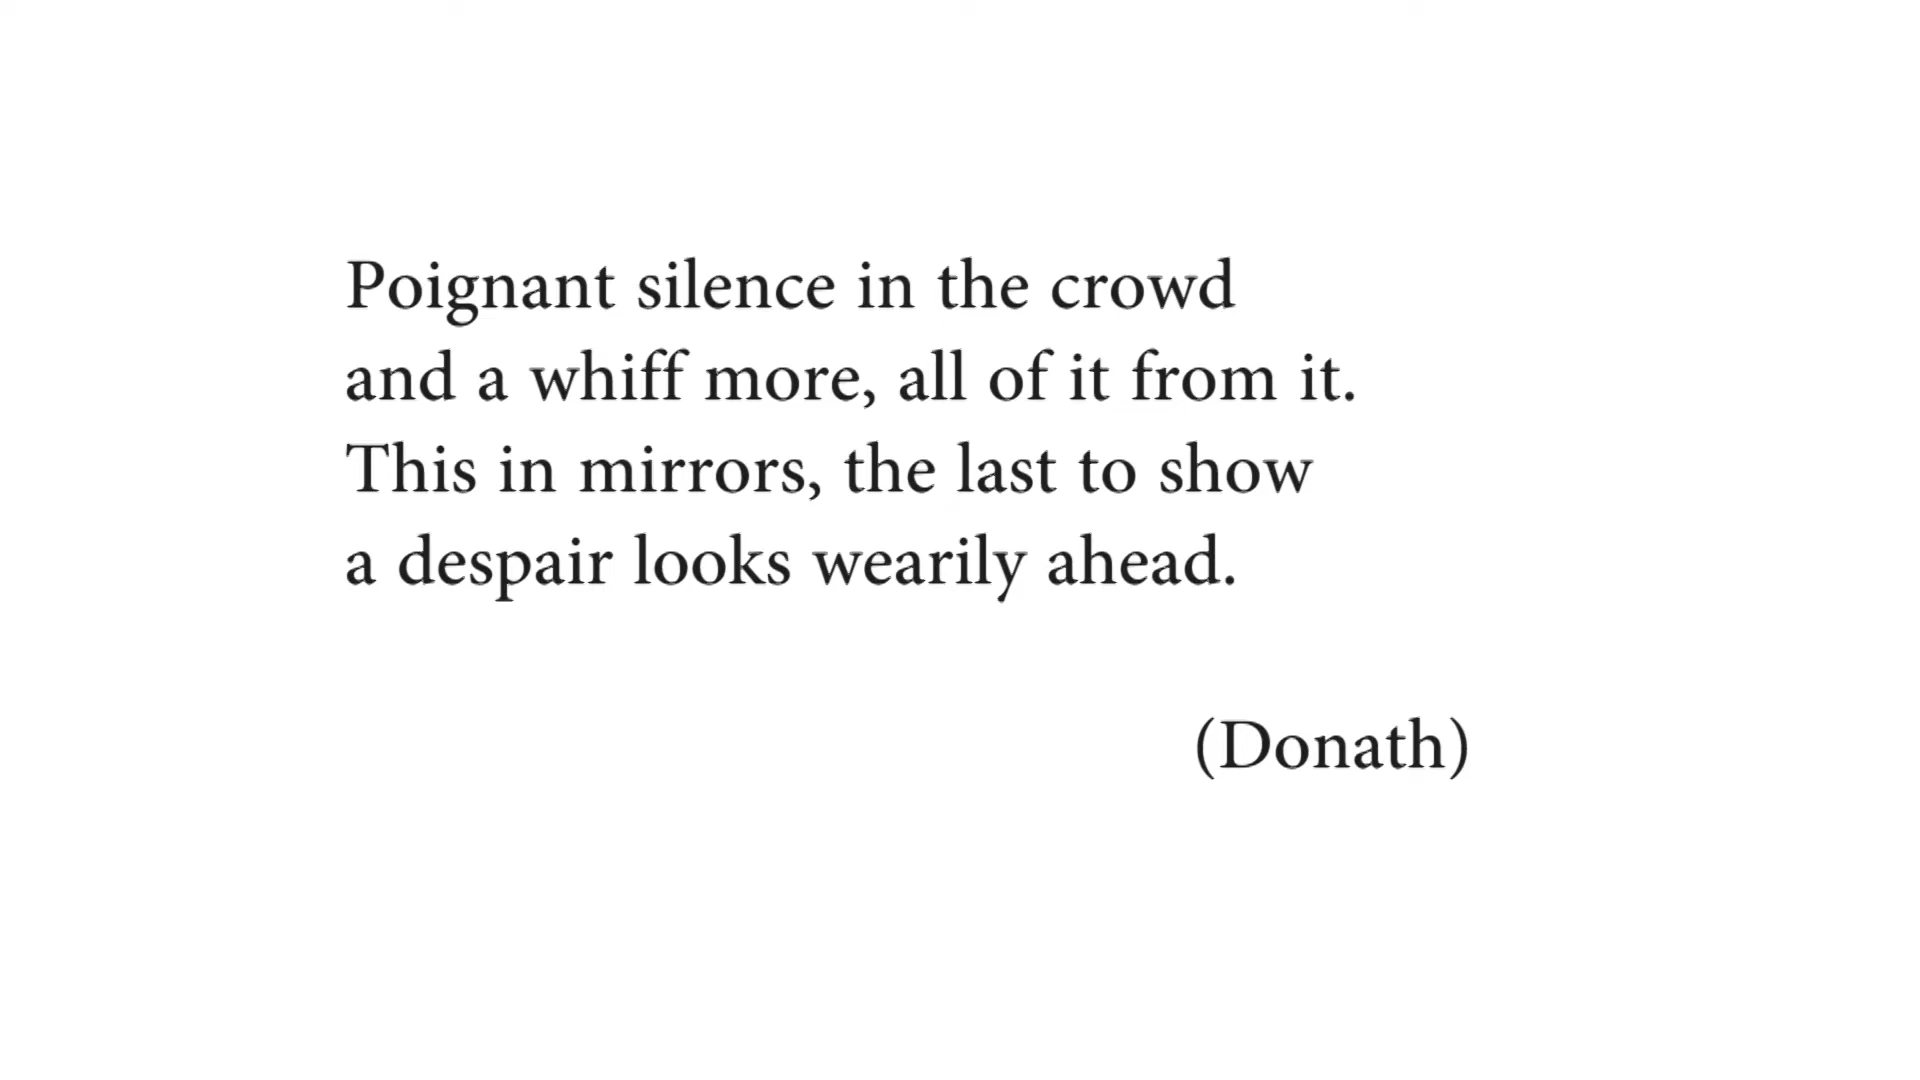 Poignant silence in the crowd
and a whiff more, all of it from it.
This in mirrors, the last to show
a despair looks wearily ahead.
(Donath)